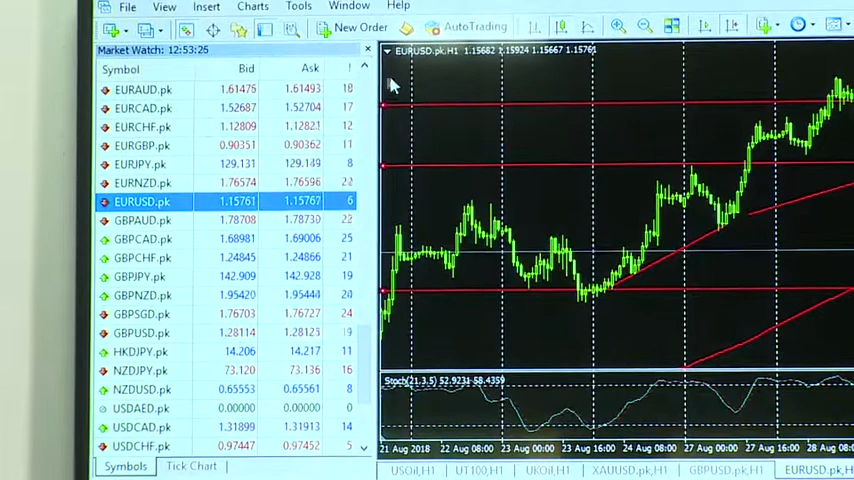 File View Insert Charts Tools Window Help
New Order AutoTrading
Market Watch: 12:53:25
Symbol Bid Ask !
EURAUD.pk 1.61476 1.61493 18
EURCAD.pk 1.52687 1.52704 17
EURCHF.pk 1.12809 1.12821 12
EURGBP.pk 0.90351 0.90362 11
EURJPY.pk 129.131 129.149 8
EURNZD.pk 1.76574 1.76596 22
EURUSD.pk 1.15761 1.15767 6
GBPAUD.pk 1.78708 1.78730 22
GBPCAD.pk 1.68981 1.69006 25
GBPCHF.pk 1.24845 1.24866 21
GBPJPY.pk 142.909 142.928 19
GBPNZD.pk 1.95420 1.95444 24
GBPSGD.pk 1.76703 1.76727 24
GBPUSD.pk 1.28114 1.28123 19
HKDJPY.pk 14.206 14.217 11
NZDJPY.pk 73.120 73.136 16
NZDUSD.pk 0.65553 0.65561 8
USDAED.pk 0.00000 0.00000 0
USDCAD.pk 1.31899 1.31913 14
USDCHF.pk 0.97447 0.97452 5
Symbols Tick Chart
EURUSD.pk,H1 1.15682 1.15924 1.15667 1.15761
Stoch(21,3,5) 52.9231 58.4359
21 Aug 2018 22 Aug 08:00 23 Aug 00:00 23 Aug 16:00 24 Aug 08:00 27 Aug 00:00 27 Aug 16:00 28 Aug 08:0
USOil,H1 UT100,H1 UKOil,H1 XAUUSD.pk,H1 GBPUSD.pk,H1 EURUSD.pk,H